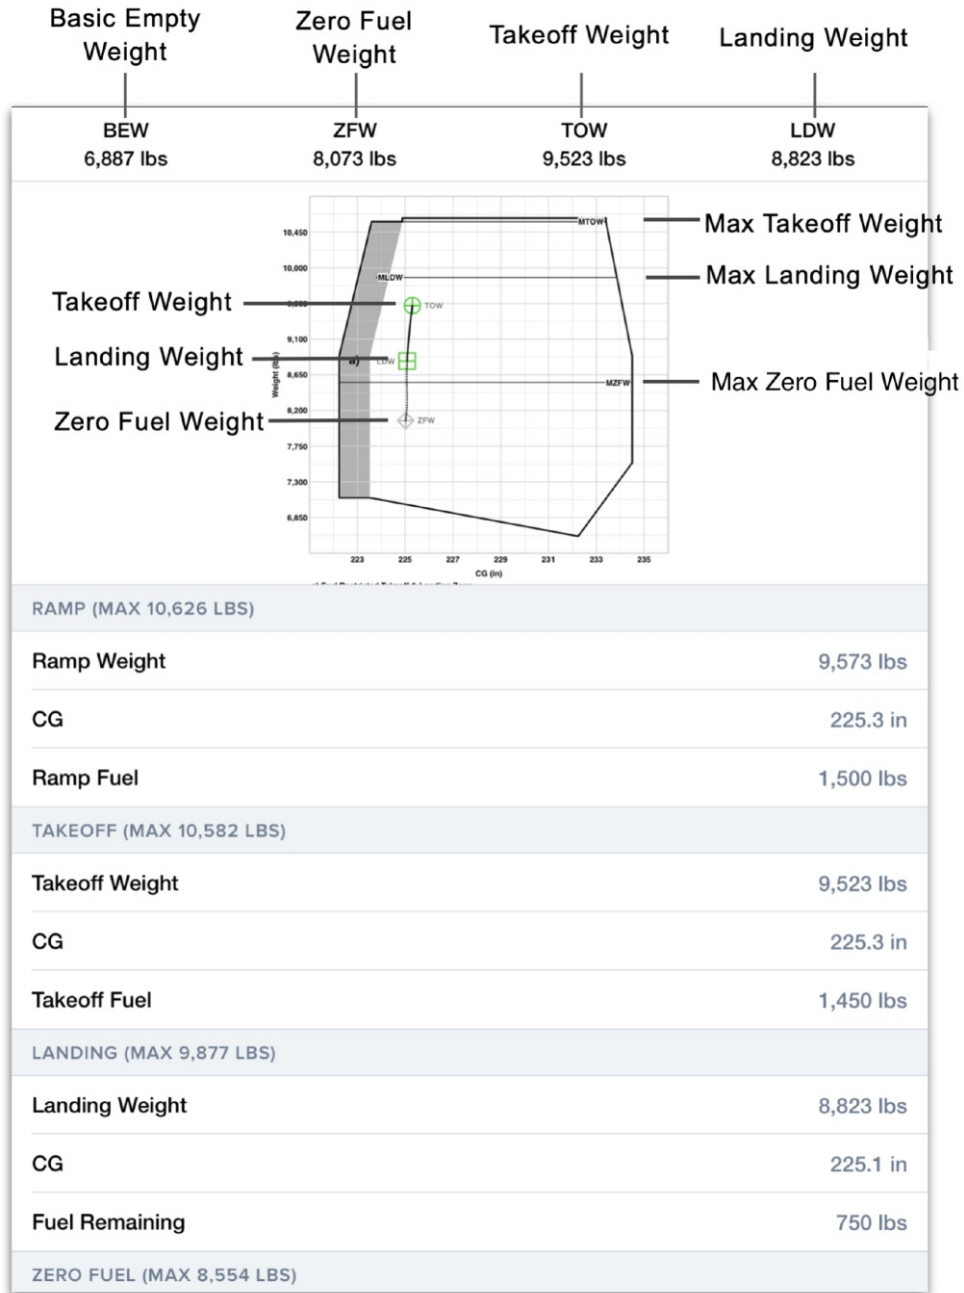 Basic Empty
Weight
Zero Fuel
Weight
Takeoff Weight
Landing Weight
BEW
6,887 lbs
ZFW
8,073 lbs
TOW
9,523 lbs
LDW
8,823 lbs
10,450
MTOW
Max Takeoff Weight
10,000
MLDW
Max Landing Weight
Takeoff Weight
TOW
9,100
Landing Weight
a)
LDW
8,650
Weight (lbs)
MZFW
Max Zero Fuel Weight
8,200
Zero Fuel Weight
ZFW
7,750
7,300
6,850
223 225 227 229 231 233 235
CG (in)
RAMP (MAX 10,626 LBS)
Ramp Weight 9,573 lbs
CG 225.3 in
Ramp Fuel 1,500 lbs
TAKEOFF (MAX 10,582 LBS)
Takeoff Weight 9,523 lbs
CG 225.3 in
Takeoff Fuel 1,450 lbs
LANDING (MAX 9,877 LBS)
Landing Weight 8,823 lbs
CG 225.1 in
Fuel Remaining 750 lbs
ZERO FUEL (MAX 8,554 LBS)